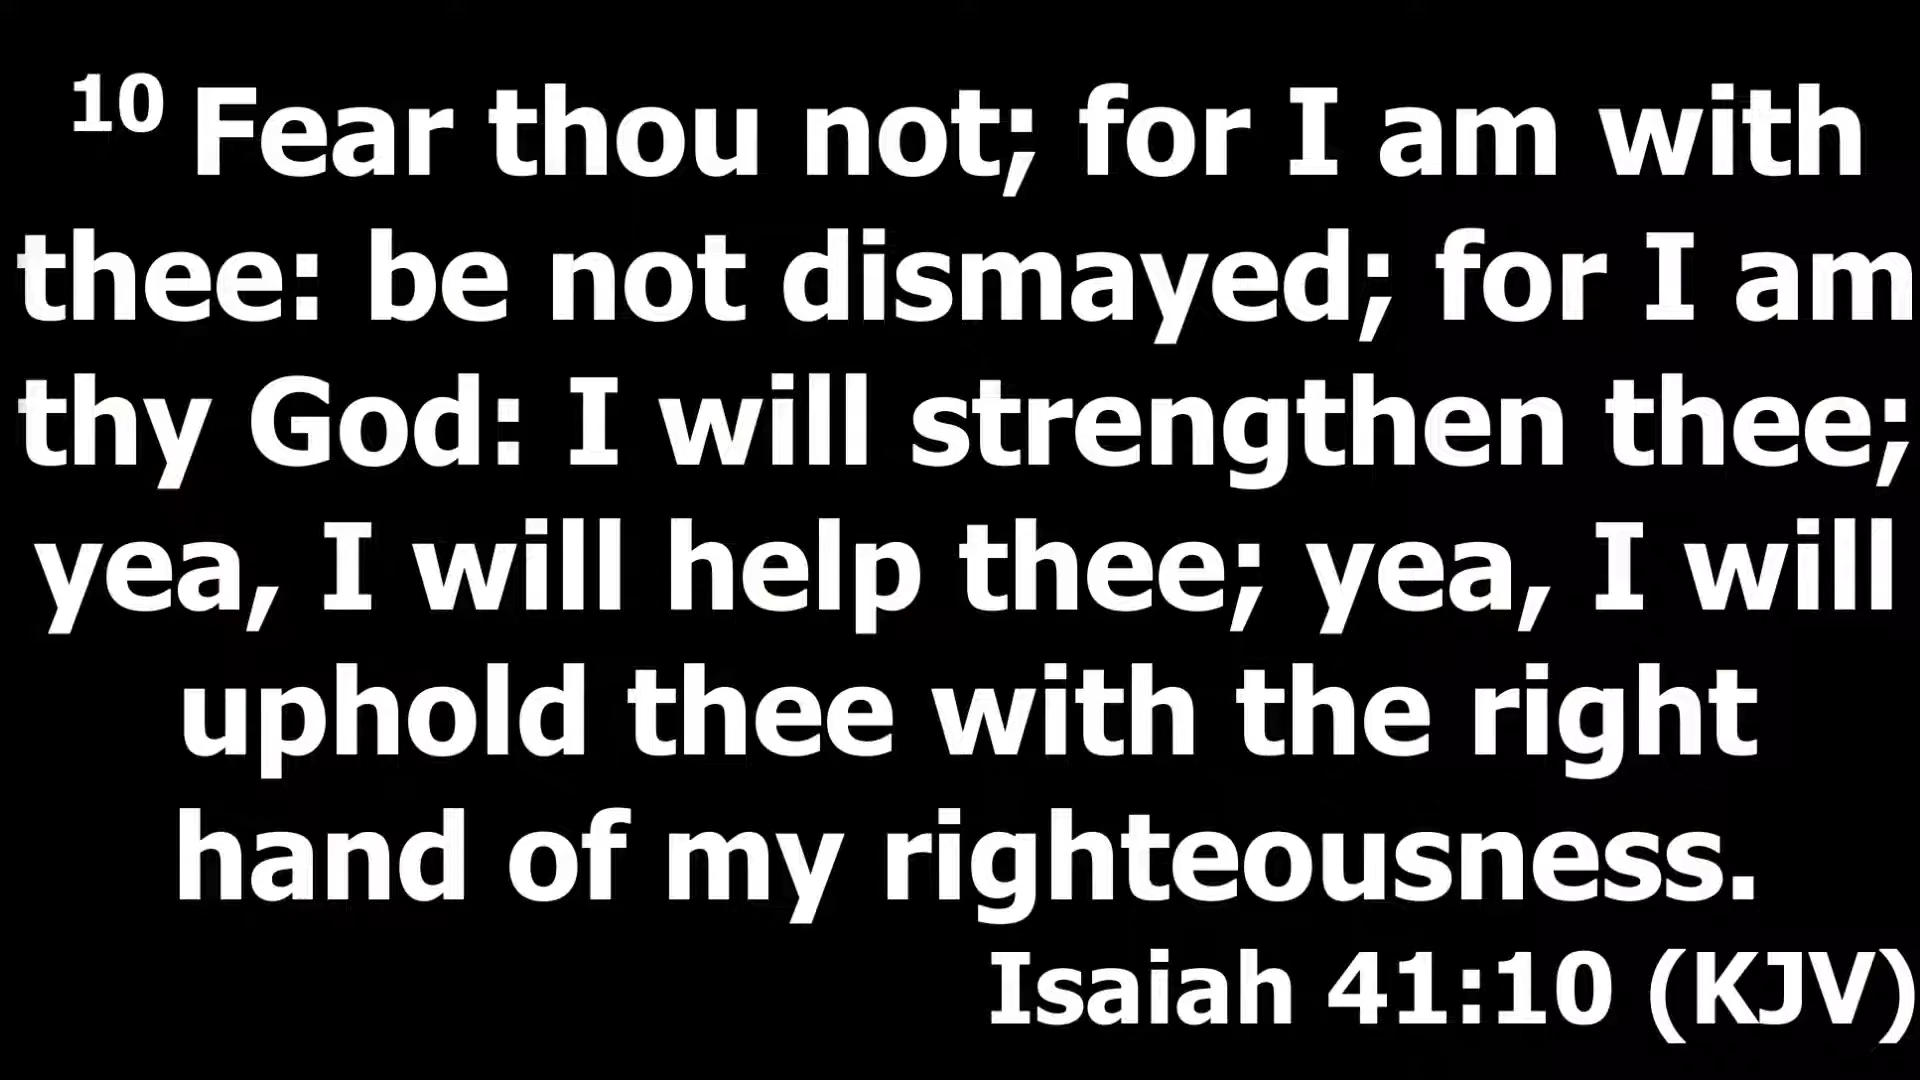 10 Fear thou not; for I am with
thee: be not dismayed; for I am
thy God: I will strengthen thee;
yea, I will help thee; yea, I will
uphold thee with the right
hand of my righteousness.
Isaiah 41:10 (KJV)